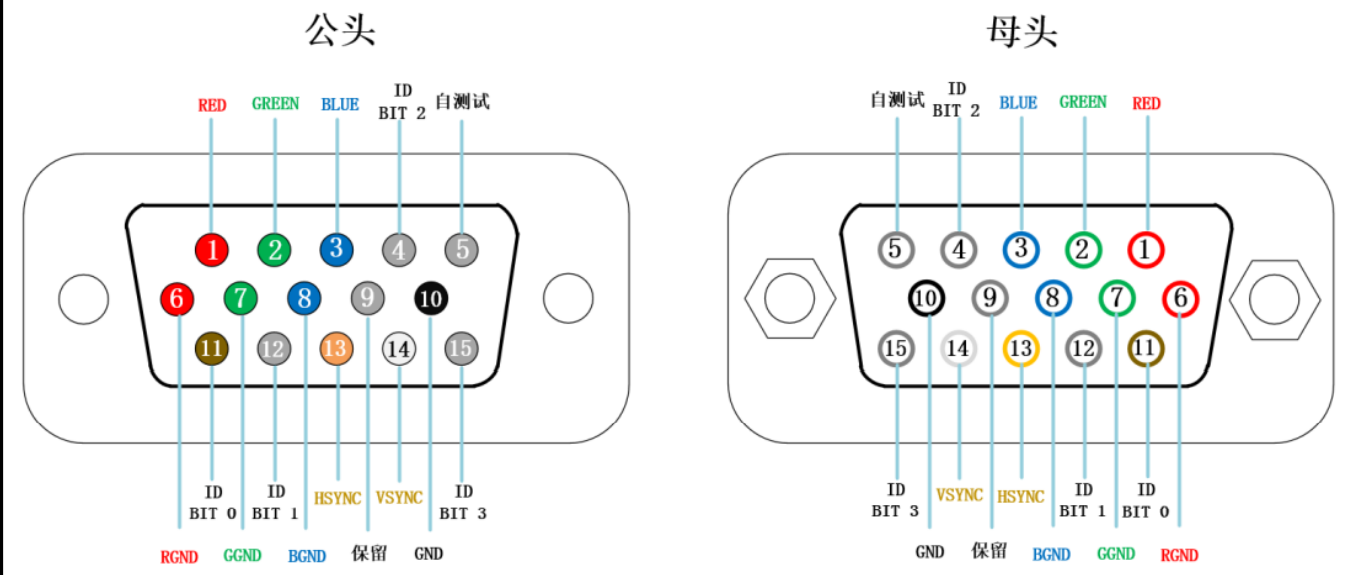 公头
母头
RED GREEN BLUE ID BIT 2 自测试
1 2 3 4 5
6 7 8 9 10
11 12 13 14 15
ID BIT 0 ID BIT 1 HSYNC VSYNC ID BIT 3
RGND GGND BGND 保留 GND
自测试 ID BIT 2 BLUE GREEN RED
5 4 3 2 1
10 9 8 7 6
15 14 13 12 11
ID BIT 3 VSYNC HSYNC ID BIT 1 ID BIT 0
GND 保留 BGND GGND RGND